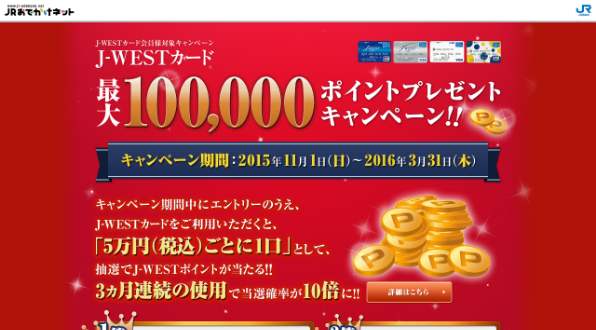 JRおでかけネット
JR
J-WESTカード会員様対象キャンペーン
J-WESTカード
最大100,000ポイントプレゼントキャンペーン!!
キャンペーン期間：2015年11月1日(日)～2016年3月31日(木)
キャンペーン期間中にエントリーのうえ、
J-WESTカードをご利用いただくと、
「5万円(税込)ごとに1口」として、
抽選でJ-WESTポイントが当たる!!
3ヵ月連続の使用で当選確率が10倍に!!
詳細はこちら